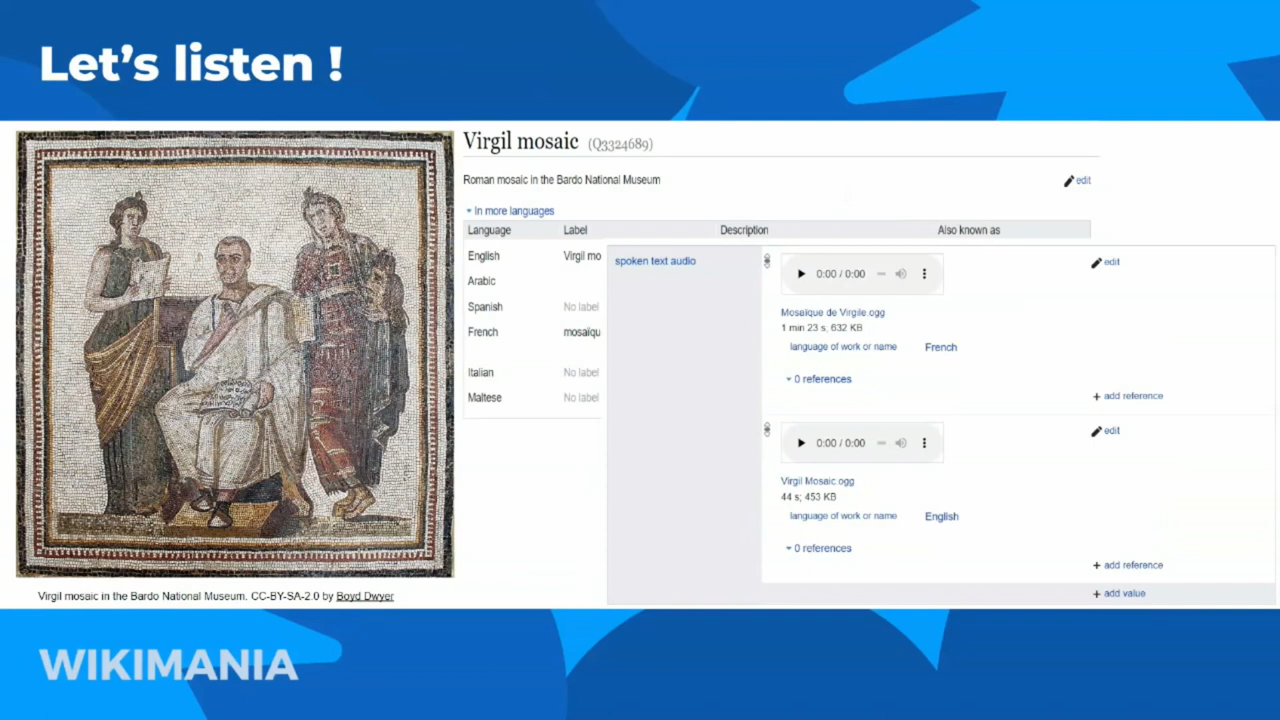 Let's listen !
Virgil mosaic (Q3324689)
Roman mosaic in the Bardo National Museum
edit
In more languages
Language Label Description Also known as
English Virgil mo
Arabic
Spanish No label
French mosaïqu
Italian No label
Maltese No label
spoken text audio
0:00 / 0:00
edit
Mosaïque de Virgile.ogg
1 min 23 s; 632 KB
language of work or name French
0 references
+ add reference
0:00 / 0:00
edit
Virgil Mosaic.ogg
44 s; 453 KB
language of work or name English
0 references
+ add reference
+ add value
Virgil mosaic in the Bardo National Museum. CC-BY-SA-2.0 by Boyd Dwyer
WIKIMANIA